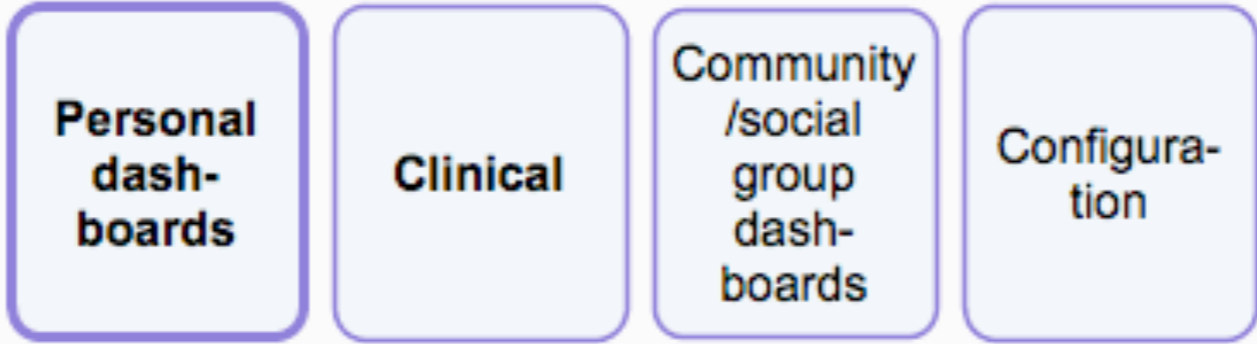 Personal
dash-
boards
Clinical
Community
/social
group
dash-
boards
Configura-
tion